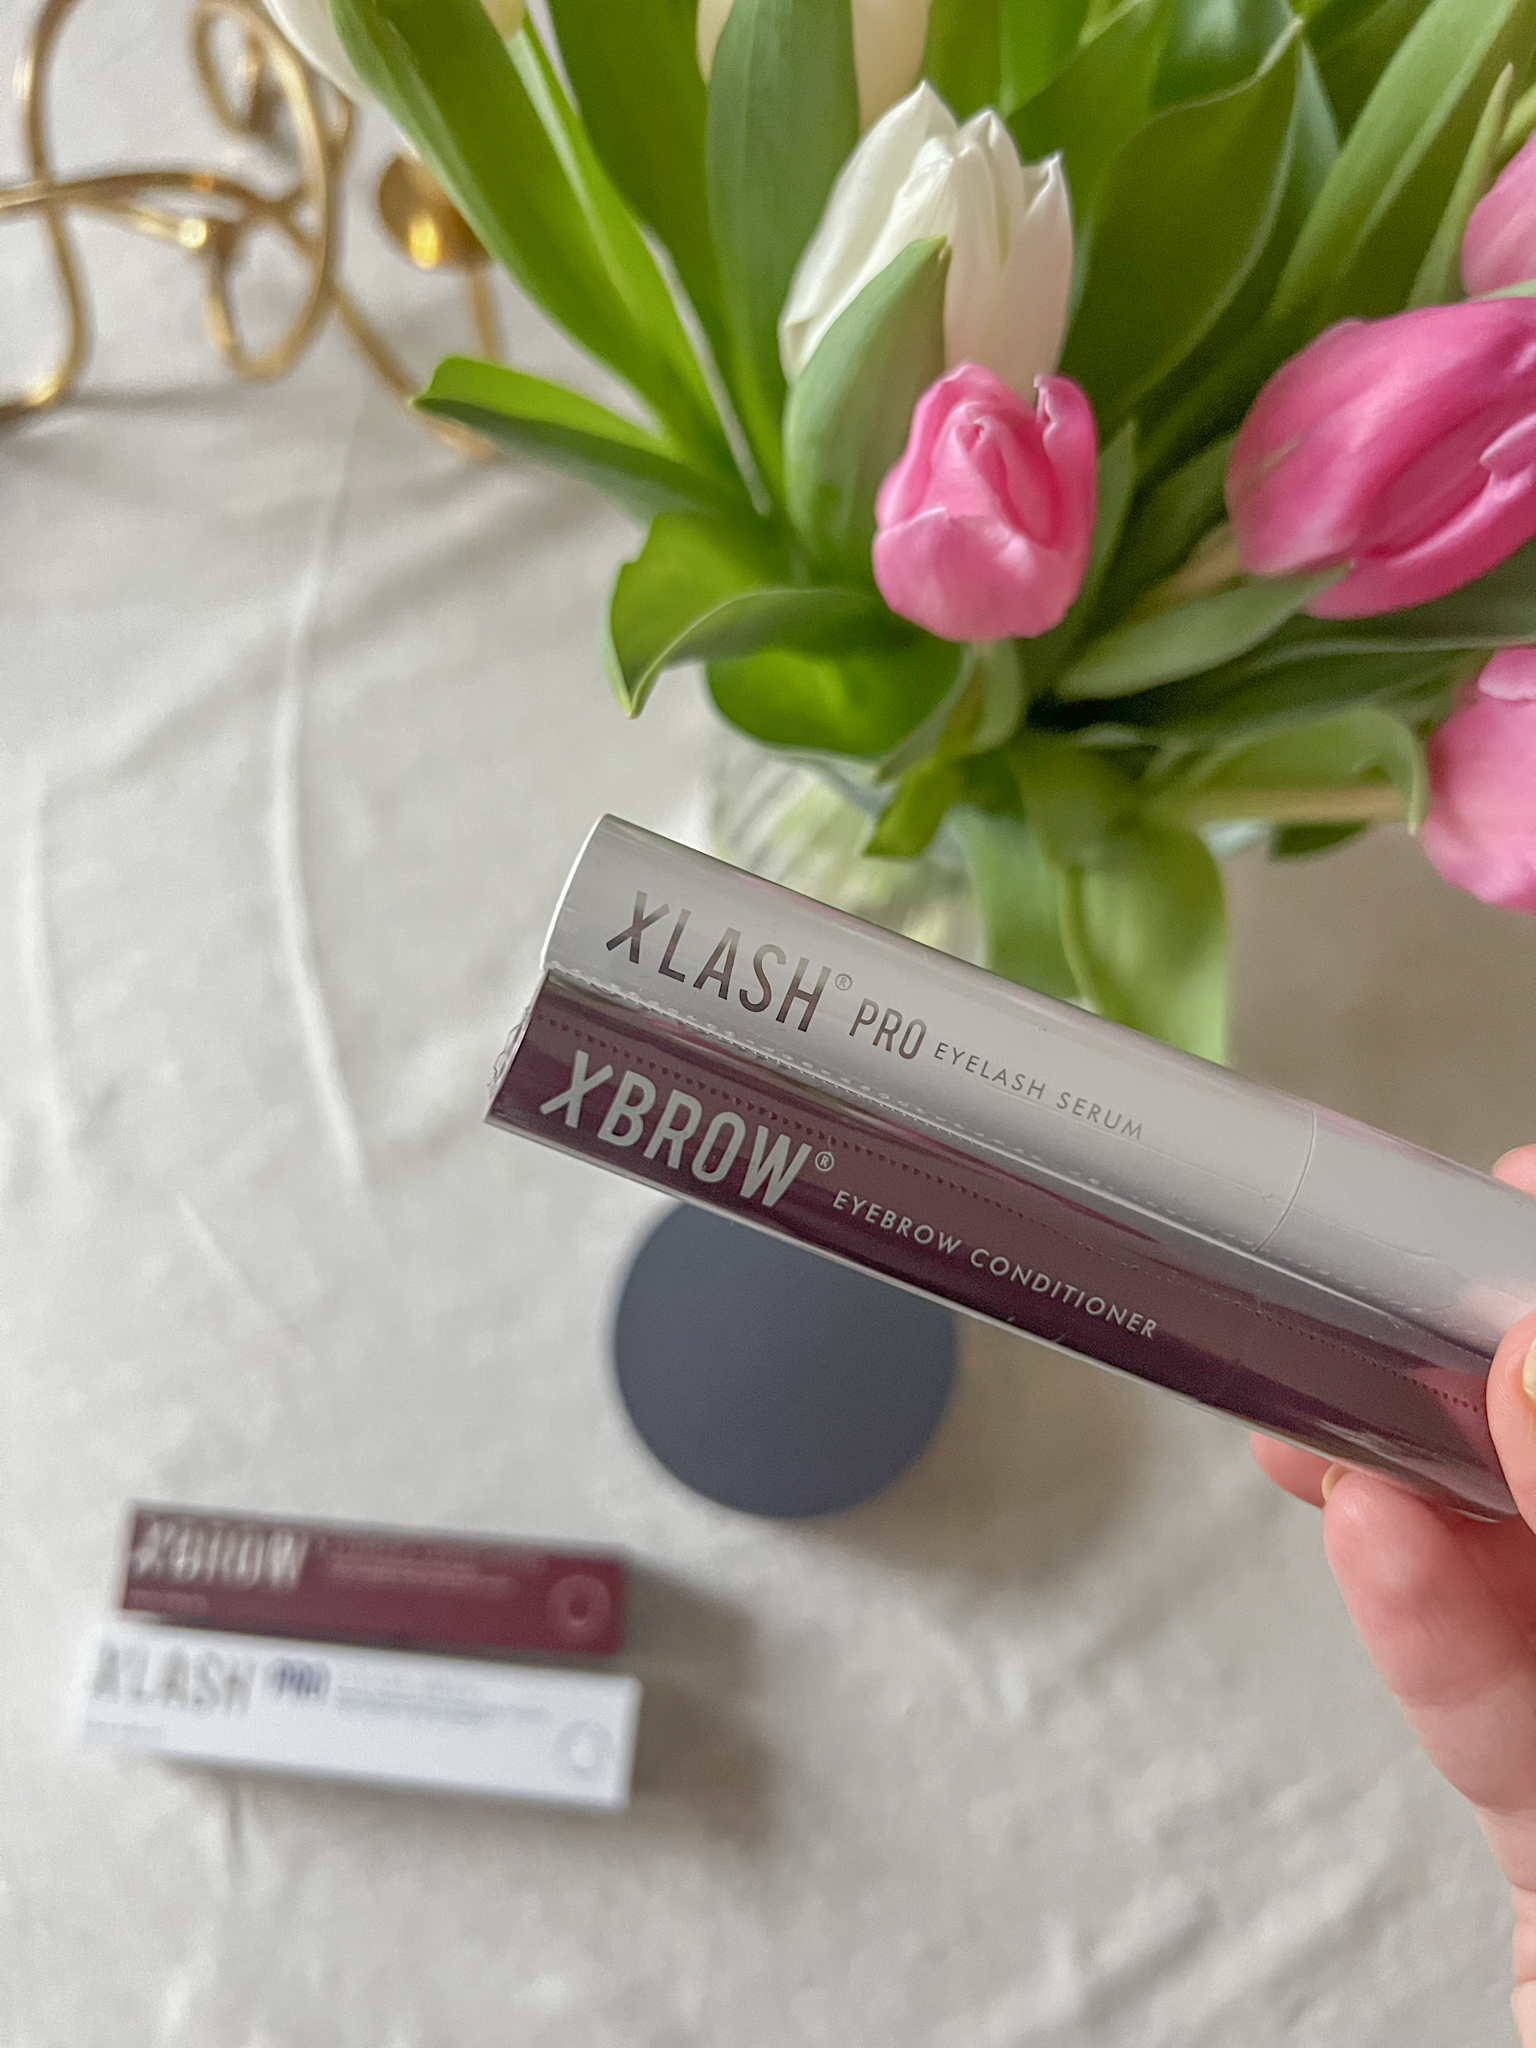 XLASH® PRO EYELASH SERUM
XBROW® EYEBROW CONDITIONER
XBROW
XLASH PRO